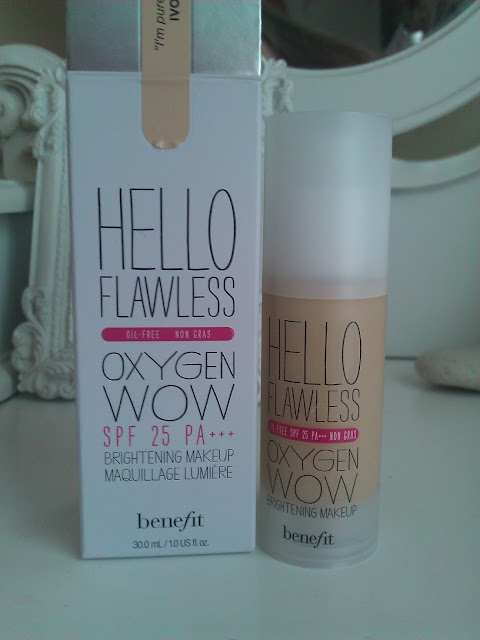 "I'm pure
IVO
HELLO
FLAWLESS
OIL-FREE NON GRAS
OXYGEN
WOW
SPF 25 PA+++
BRIGHTENING MAKEUP
MAQUILLAGE LUMIÈRE
benefit
30.0 mL / 1.0 US fl. oz.
HELLO
FLAWLESS
OIL-FREE SPF 25 PA+++ NON GRAS
OXYGEN
WOW
BRIGHTENING MAKEUP
benefit